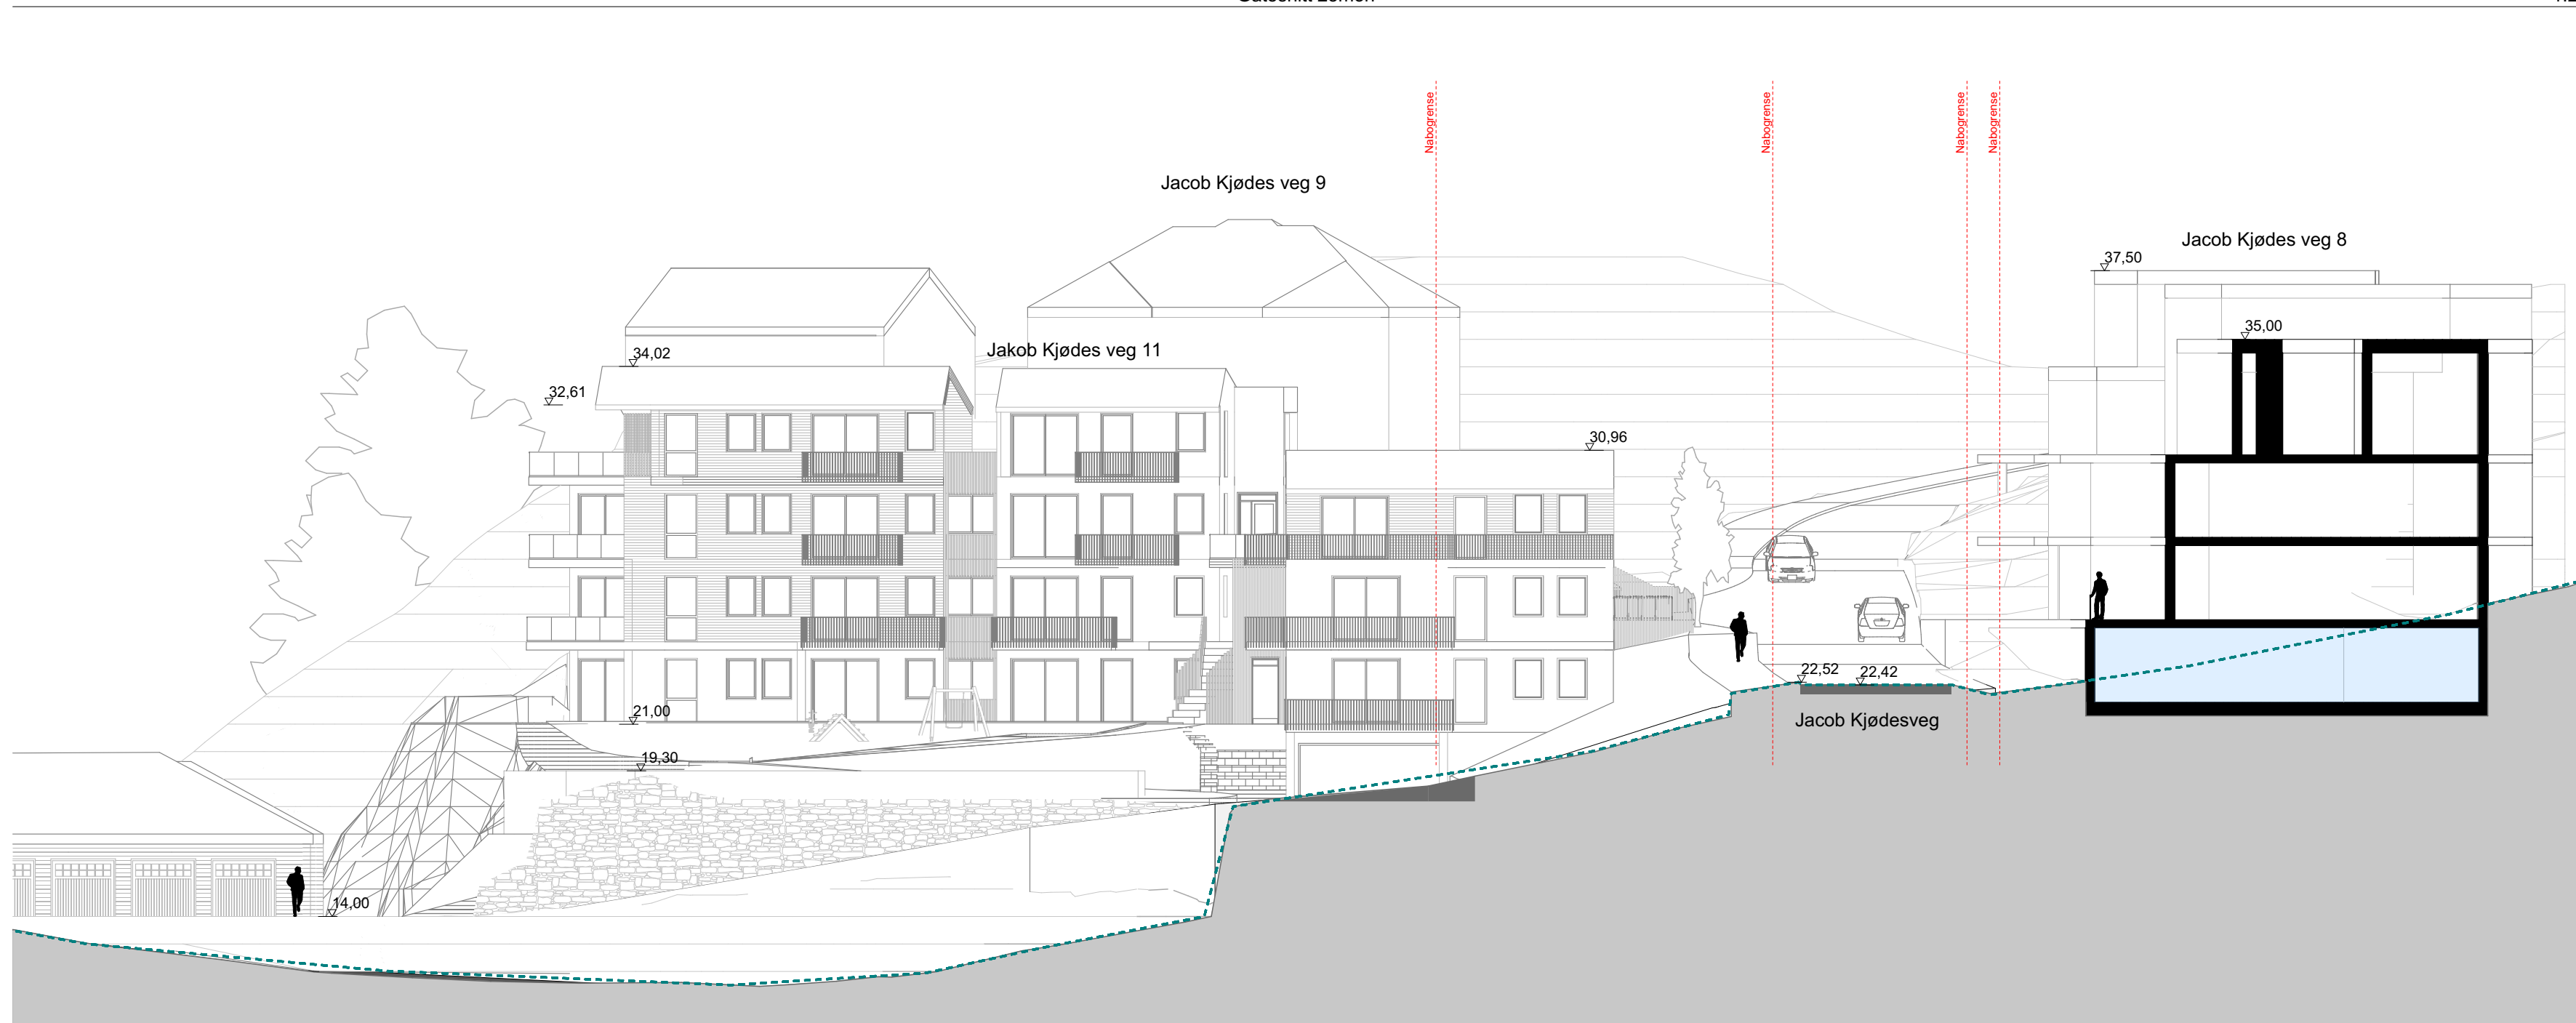 Nabogrense
Nabogrense
Nabogrense
Nabogrense
Jacob Kjødes veg 9
Jacob Kjødes veg 8
37,50
35,00
Jakob Kjødes veg 11
34,02
32,61
30,96
22,52
22,42
21,00
Jacob Kjødesveg
19,30
14,00